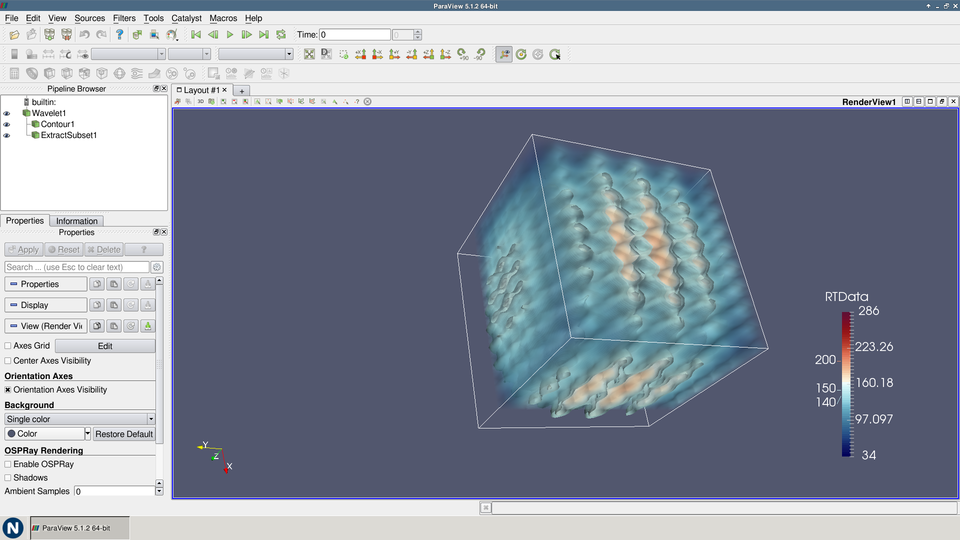 ParaView 5.1.2 64-bit
File Edit View Sources Filters Tools Catalyst Macros Help
Time: 0 0
Pipeline Browser
builtin:
Wavelet1
Contour1
ExtractSubset1
Properties Information
Properties
Apply Reset Delete ?
Search ... (use Esc to clear text)
Properties
Display
View (Render Vi
Axes Grid Edit
Center Axes Visibility
Orientation Axes
Orientation Axes Visibility
Background
Single color
Color Restore Default
OSPRay Rendering
Enable OSPRay
Shadows
Ambient Samples 0
Layout #1
3D
RenderView1
RTData
286
223.26
200
160.18
150
140
97.097
34
Y
Z
X
N ParaView 5.1.2 64-bit